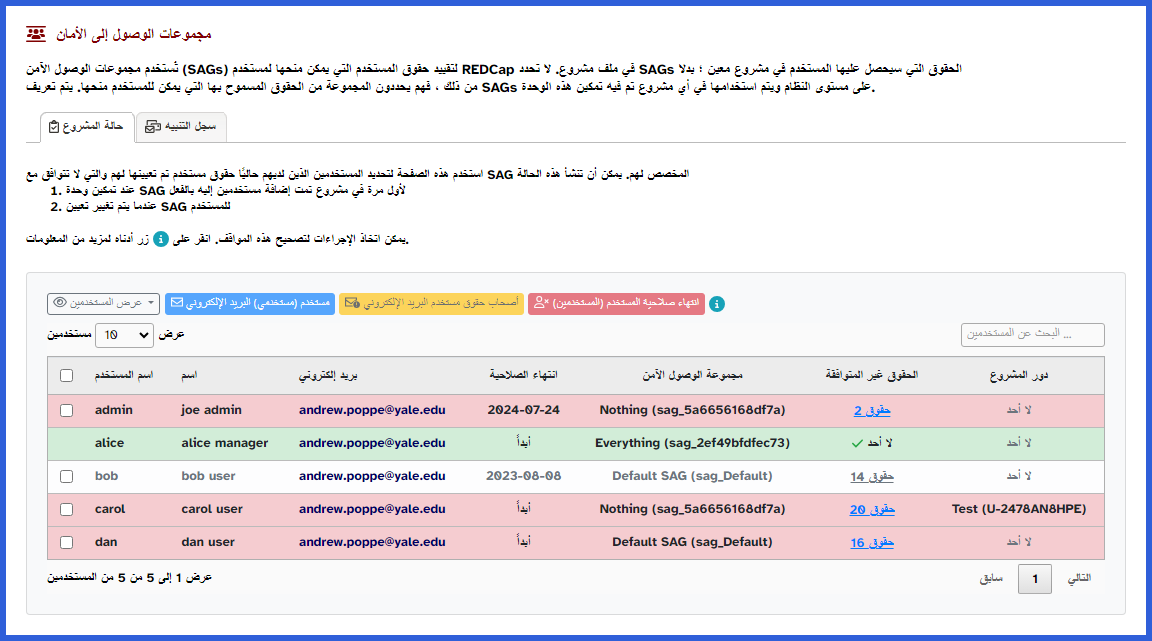 مجموعات الوصول إلى الأمان
تُستخدم مجموعات الوصول الآمن (SAGs) لتقييد حقوق المستخدم التي يمكن منحها لمستخدم REDCap في ملف مشروع. لا تحدد SAGs الحقوق التي سيحصل عليها المستخدم في مشروع معين ؛ بدلا
من ذلك ، فهم يحددون المجموعة من الحقوق المسموح بها التي يمكن للمستخدم منحها. يتم تعريف SAGs على مستوى النظام ويتم استخدامها في أي مشروع تم فيه تمكين هذه الوحدة.
حالة المشروع سجل التنبيه
استخدم هذه الصفحة لتحديد المستخدمين الذين لديهم حاليًا حقوق مستخدم تم تعيينها لهم والتي لا تتوافق مع SAG المخصص لهم. يمكن أن تنشأ هذه الحالة
1. عند تمكين وحدة SAG لأول مرة في مشروع تمت إضافة مستخدمين إليه بالفعل
2. عندما يتم تغيير تعيين SAG للمستخدم
يمكن اتخاذ الإجراءات لتصحيح هذه المواقف. انقر على i زر أدناه لمزيد من المعلومات.
عرض المستخدمين مستخدم (مستخدمي) البريد الإلكتروني أصحاب حقوق مستخدم البريد الإلكتروني انتهاء صلاحية المستخدم (المستخدمين) i
عرض 10 مستخدمين البحث عن المستخدمين ...
اسم المستخدم اسم بريد إلكتروني انتهاء الصلاحية مجموعة الوصول الآمن الحقوق غير المتوافقة دور المشروع
admin joe admin andrew.poppe@yale.edu 2024-07-24 Nothing (sag_5a6656168df7a) 2 حقوق لا أحد
alice alice manager andrew.poppe@yale.edu أبداً Everything (sag_2ef49bfdfec73) لا أحد لا أحد
bob bob user andrew.poppe@yale.edu 2023-08-08 Default SAG (sag_Default) 14 حقوق لا أحد
carol carol user andrew.poppe@yale.edu أبداً Nothing (sag_5a6656168df7a) 20 حقوق Test (U-2478AN8HPE)
dan dan user andrew.poppe@yale.edu أبداً Default SAG (sag_Default) 16 حقوق لا أحد
عرض 1 إلى 5 من 5 من المستخدمين سابق 1 التالي